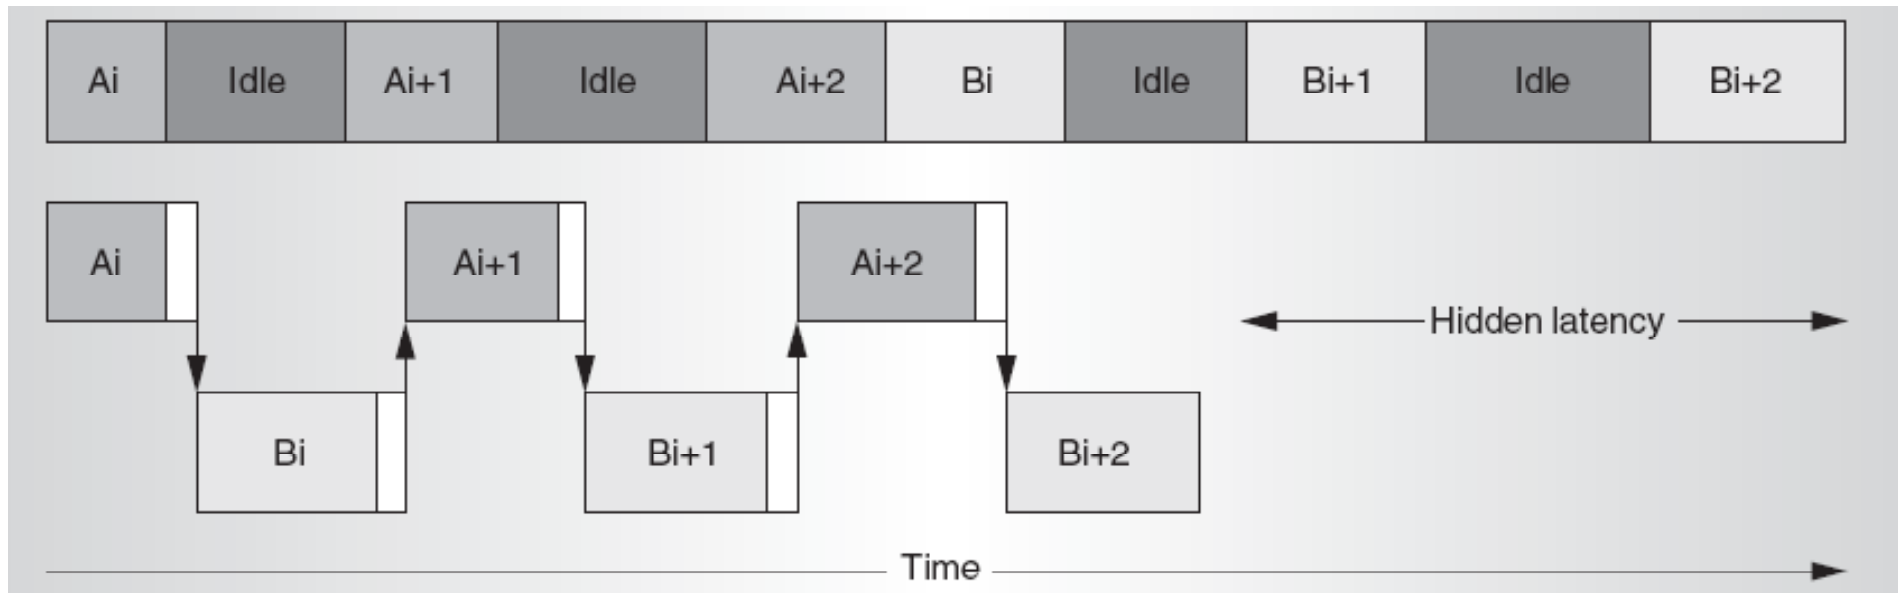 Ai Idle Ai+1 Idle Ai+2 Bi Idle Bi+1 Idle Bi+2
Ai Ai+1 Ai+2
Hidden latency
Bi Bi+1 Bi+2
Time